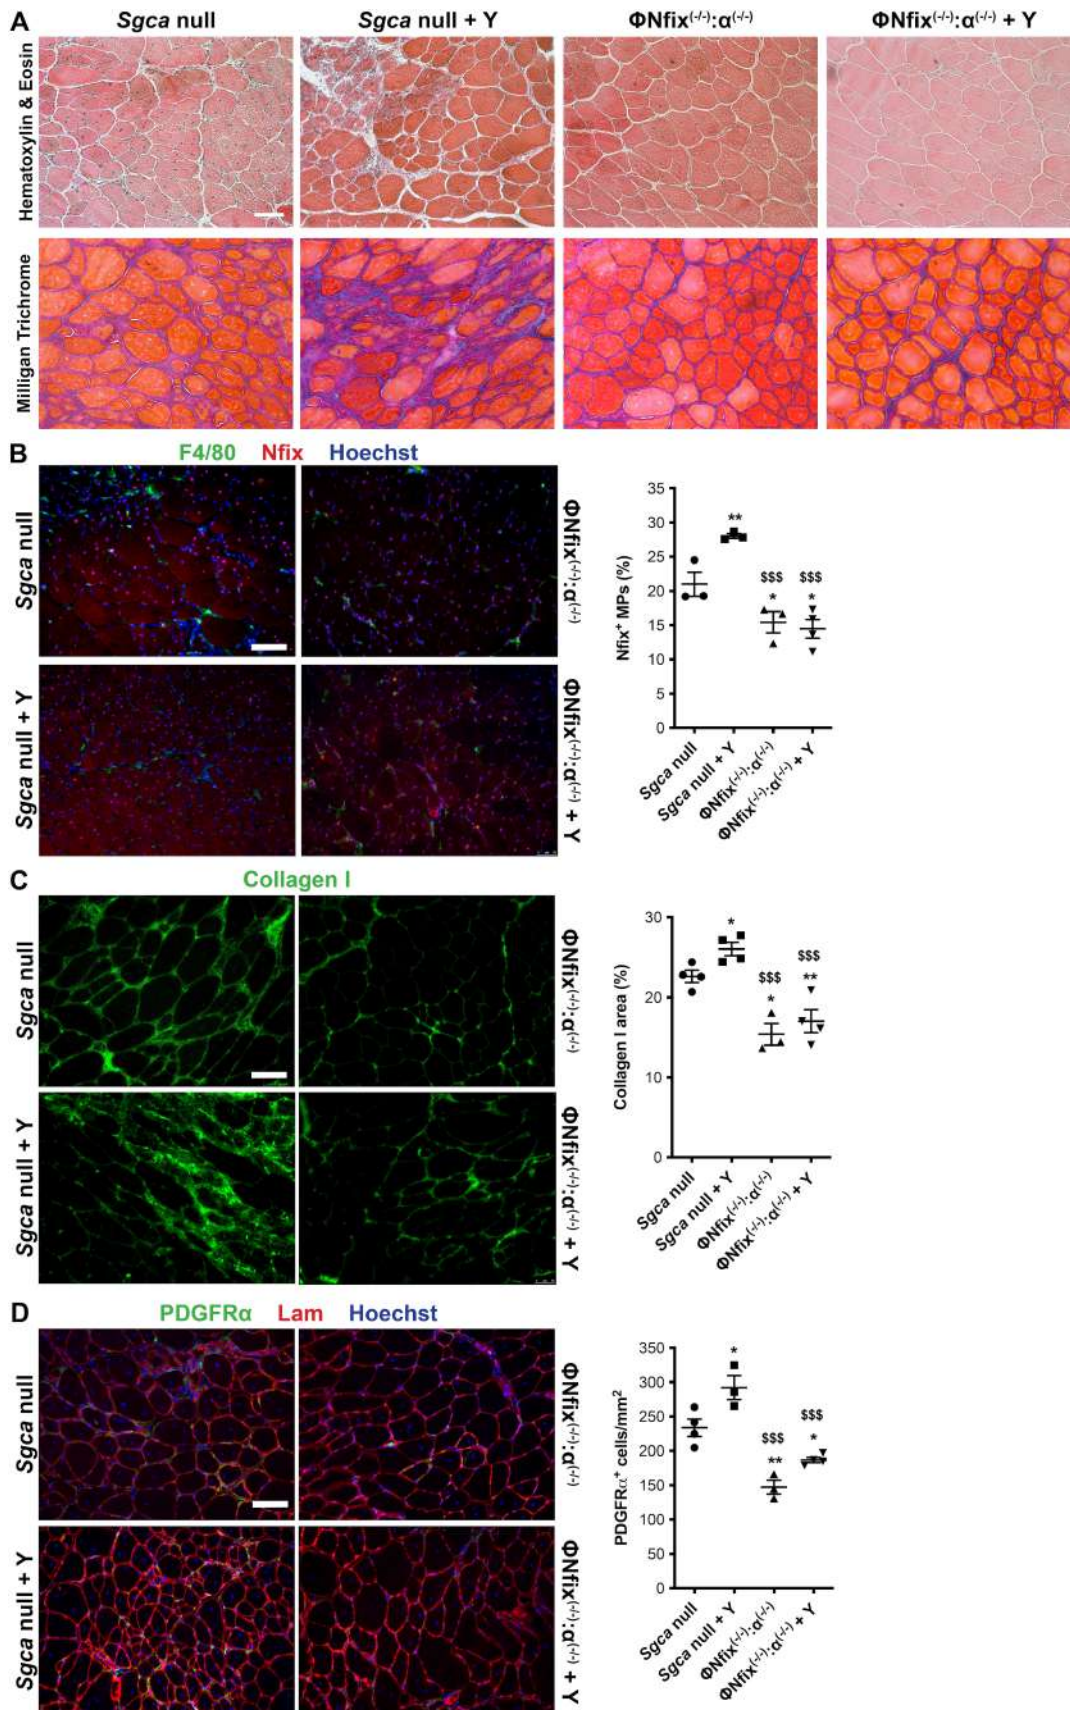 A
Sgca null
Sgca null + Y
ΦNfix(-/-):α(-/-)
ΦNfix(-/-):α(-/-) + Y
Hematoxylin & Eosin
Milligan Trichrome
B
F4/80 Nfix Hoechst
Sgca null
ΦNfix(-/-):α(-/-)
Sgca null + Y
ΦNfix(-/-):α(-/-) + Y
Nfix+ MPs (%)
35
30
25
20
15
10
5
0
**
$$$
*
$$$
*
Sgca null
Sgca null + Y
ΦNfix(-/-):α(-/-)
ΦNfix(-/-):α(-/-) + Y
C
Collagen I
Sgca null
ΦNfix(-/-):α(-/-)
Sgca null + Y
ΦNfix(-/-):α(-/-) + Y
Collagen I area (%)
30
20
10
0
*
$$$
*
$$$
**
Sgca null
Sgca null + Y
ΦNfix(-/-):α(-/-)
ΦNfix(-/-):α(-/-) + Y
D
PDGFRα Lam Hoechst
Sgca null
ΦNfix(-/-):α(-/-)
Sgca null + Y
ΦNfix(-/-):α(-/-) + Y
PDGFRα+ cells/mm2
350
300
250
200
150
100
50
0
*
$$$
**
$$$
*
Sgca null
Sgca null + Y
ΦNfix(-/-):α(-/-)
ΦNfix(-/-):α(-/-) + Y